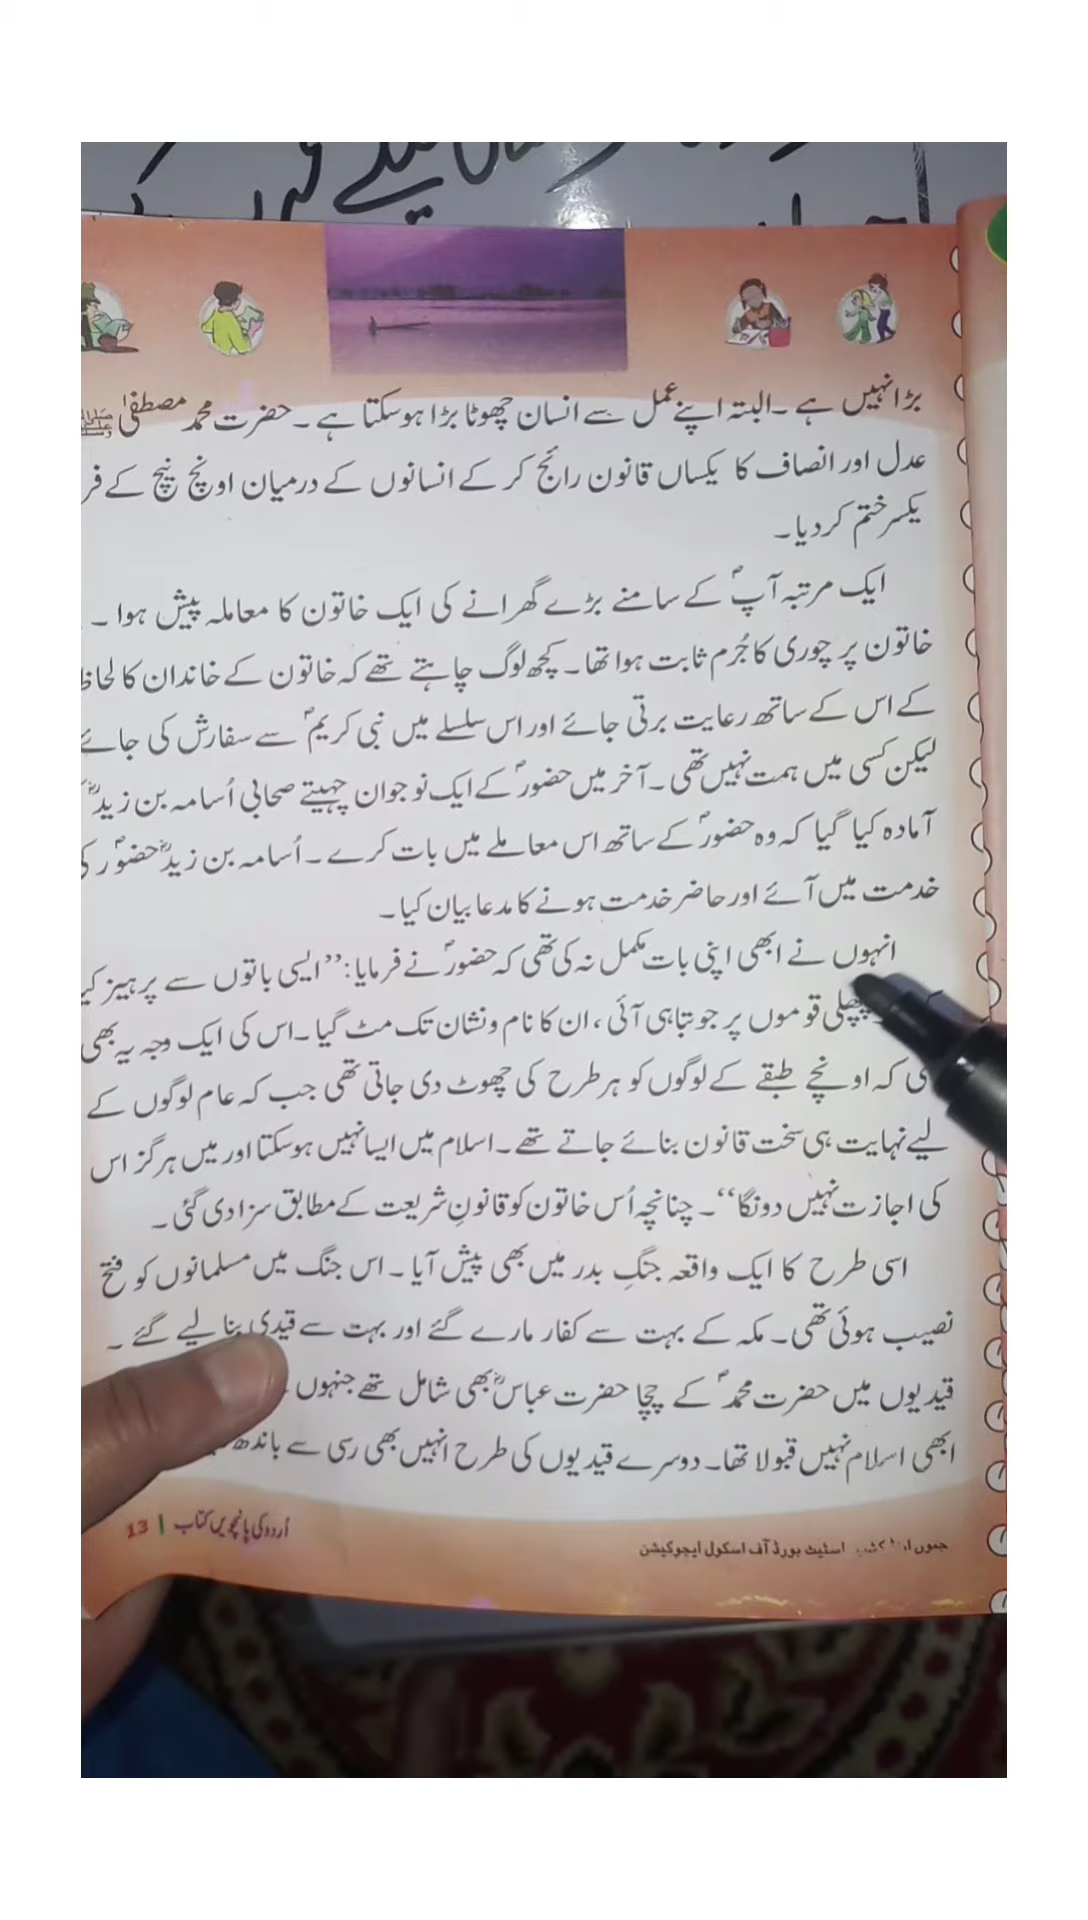 بڑا نہیں ہے۔ البتہ اپنے عمل سے انسان چھوٹا بڑا ہو سکتا ہے۔ حضرت محمد مصطفیٰ ﷺ
عدل اور انصاف کا یکساں قانون رائج کر کے انسانوں کے درمیان اونچ نیچ کے
یکسر ختم کر دیا۔
ایک مرتبہ آپؐ کے سامنے بڑے گھرانے کی ایک خاتون کا معاملہ پیش ہوا۔
خاتون پر چوری کا جُرم ثابت ہوا تھا۔ کچھ لوگ چاہتے تھے کہ خاتون کے خاندان کا لحاظ
کے اس کے ساتھ رعایت برتی جائے اور اس سلسلے میں نبی کریمؐ سے سفارش کی جائے
لیکن کسی میں ہمت نہیں تھی۔ آخر میں حضورؐ کے ایک نوجوان چہیتے صحابی اُسامہ بن زیدؓ
آمادہ کیا گیا کہ وہ حضورؐ کے ساتھ اس معاملے میں بات کرے۔ اُسامہ بن زیدؓ حضورؐ کی
خدمت میں آئے اور حاضر خدمت ہونے کا مدعا بیان کیا۔
انہوں نے ابھی اپنی بات مکمل نہ کی تھی کہ حضورؐ نے فرمایا: ”ایسی باتوں سے پرہیز
پچھلی قوموں پر جو تباہی آئی، ان کا نام و نشان تک مٹ گیا۔ اس کی ایک وجہ یہ بھی
کہ اونچے طبقے کے لوگوں کو ہر طرح کی چھوٹ دی جاتی تھی جب کہ عام لوگوں کے
لیے نہایت ہی سخت قانون بنائے جاتے تھے۔ اسلام میں ایسا نہیں ہو سکتا اور میں ہرگز اس
کی اجازت نہیں دونگا“۔ چنانچہ اُس خاتون کو قانونِ شریعت کے مطابق سزا دی گئی۔
اسی طرح کا ایک واقعہ جنگِ بدر میں بھی پیش آیا۔ اس جنگ میں مسلمانوں کو فتح
نصیب ہوئی تھی۔ مکہ کے بہت سے کفار مارے گئے اور بہت سے قیدی بنا لیے گئے۔
قیدیوں میں حضرت محمدؐ کے چچا حضرت عباسؓ بھی شامل تھے جنہوں
ابھی اسلام نہیں قبولا تھا۔ دوسرے قیدیوں کی طرح انہیں بھی رسی سے باندھ
جموں اسٹیٹ بورڈ آف اسکول ایجوکیشن
اُردو کی پانچویں کتاب | 13